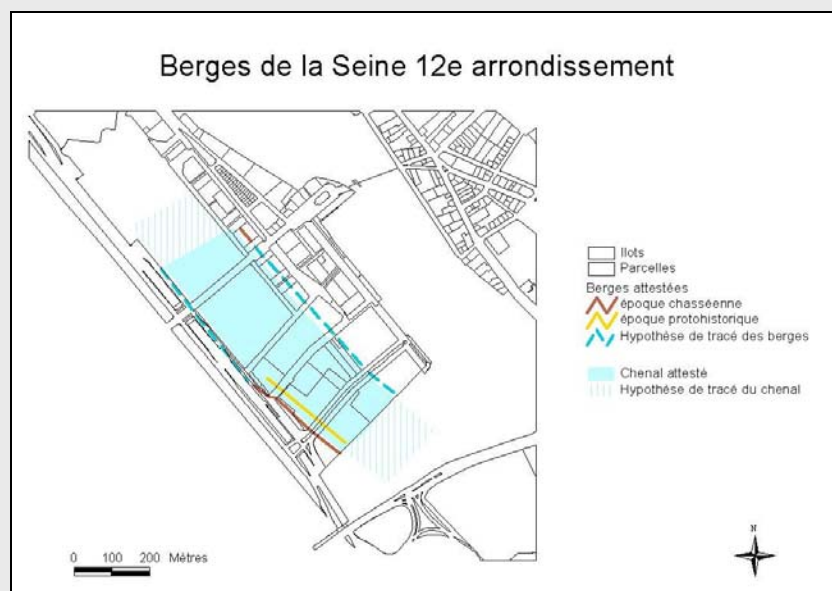 Berges de la Seine 12e arrondissement
Ilots
Parcelles
Berges attestées
époque chasséenne
époque protohistorique
Hypothèse de tracé des berges
Chenal attesté
Hypothèse de tracé du chenal
0 100 200 Mètres
N